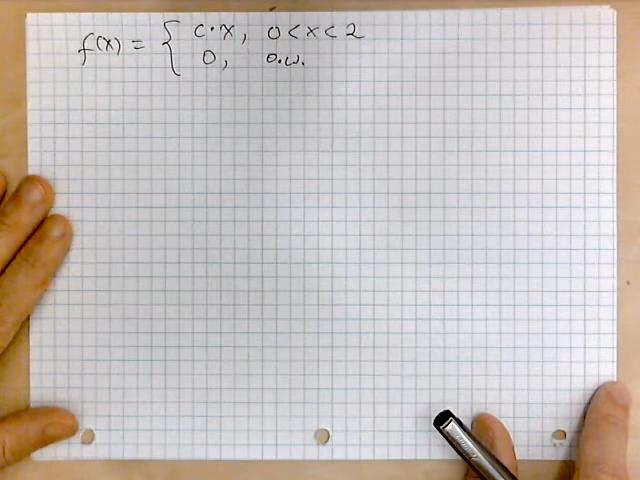 f(x) = { c·x, 0 < x < 2
0, o.w.